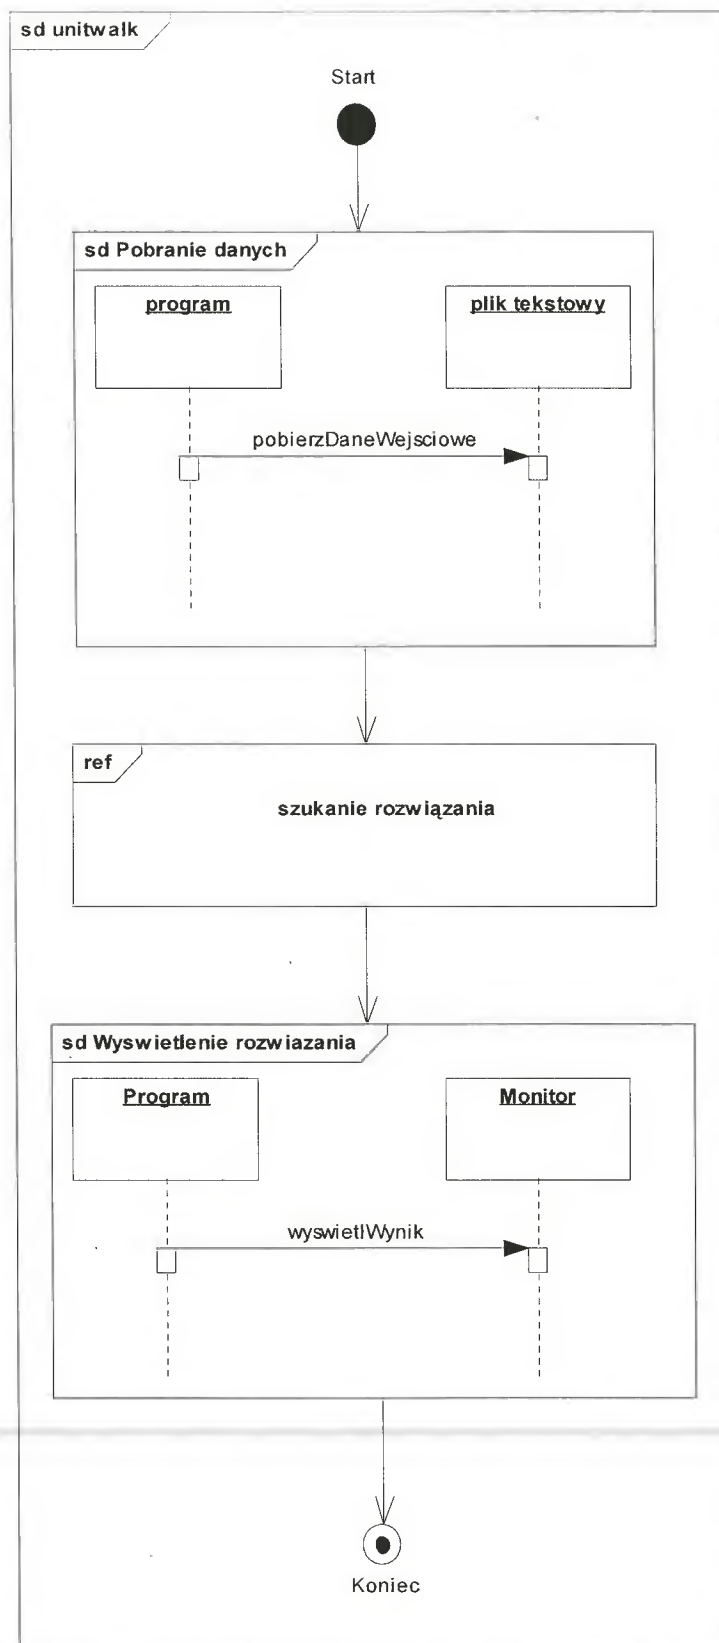 sd unitwalk
Start
sd Pobranie danych
program
plik tekstowy
pobierzDaneWejsciowe
ref
szukanie rozwiązania
sd Wyswietlenie rozwiazania
Program
Monitor
wyswietlWynik
Koniec